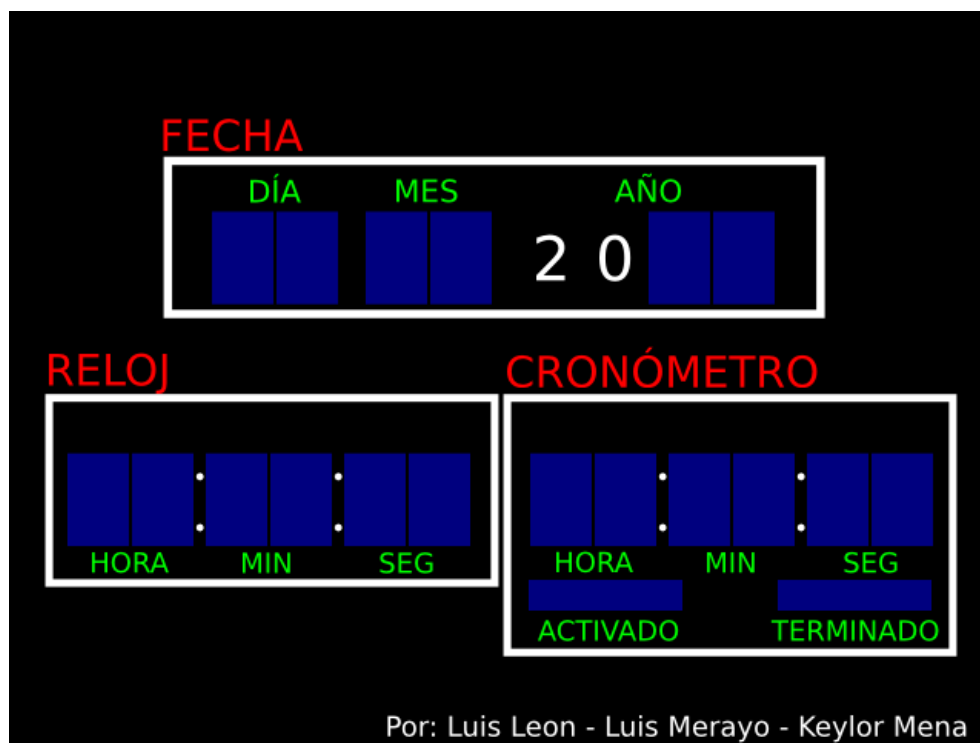 FECHA
DÍA MES AÑO
2 0
RELOJ CRONÓMETRO
: : : :
HORA MIN SEG HORA MIN SEG
ACTIVADO TERMINADO
Por: Luis Leon - Luis Merayo - Keylor Mena